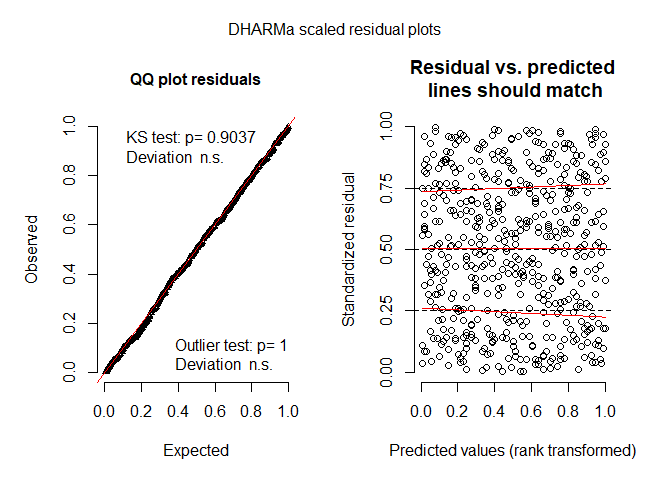 DHARMa scaled residual plots
QQ plot residuals
KS test: p= 0.9037
Deviation n.s.
Outlier test: p= 1
Deviation n.s.
Observed
0.0 0.2 0.4 0.6 0.8 1.0
0.0 0.2 0.4 0.6 0.8 1.0
Expected
Residual vs. predicted
lines should match
Standardized residual
0.00 0.25 0.50 0.75 1.00
0.0 0.2 0.4 0.6 0.8 1.0
Predicted values (rank transformed)